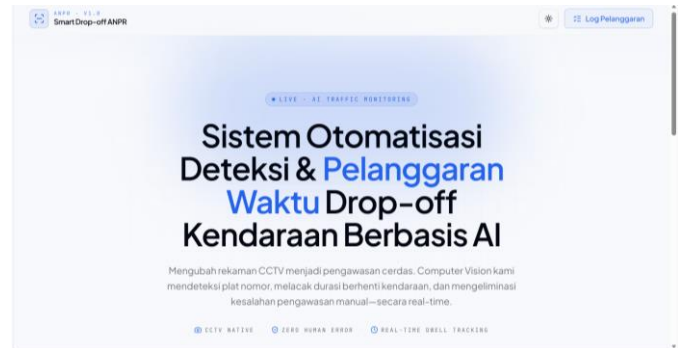 ANPR · V1.0
Smart Drop-off ANPR
Log Pelanggaran
LIVE · AI TRAFFIC MONITORING
Sistem Otomatisasi
Deteksi & Pelanggaran
Waktu Drop-off
Kendaraan Berbasis AI
Mengubah rekaman CCTV menjadi pengawasan cerdas. Computer Vision kami
mendeteksi plat nomor, melacak durasi berhenti kendaraan, dan mengeliminasi
kesalahan pengawasan manual—secara real-time.
CCTV NATIVE
ZERO HUMAN ERROR
REAL-TIME DWELL TRACKING